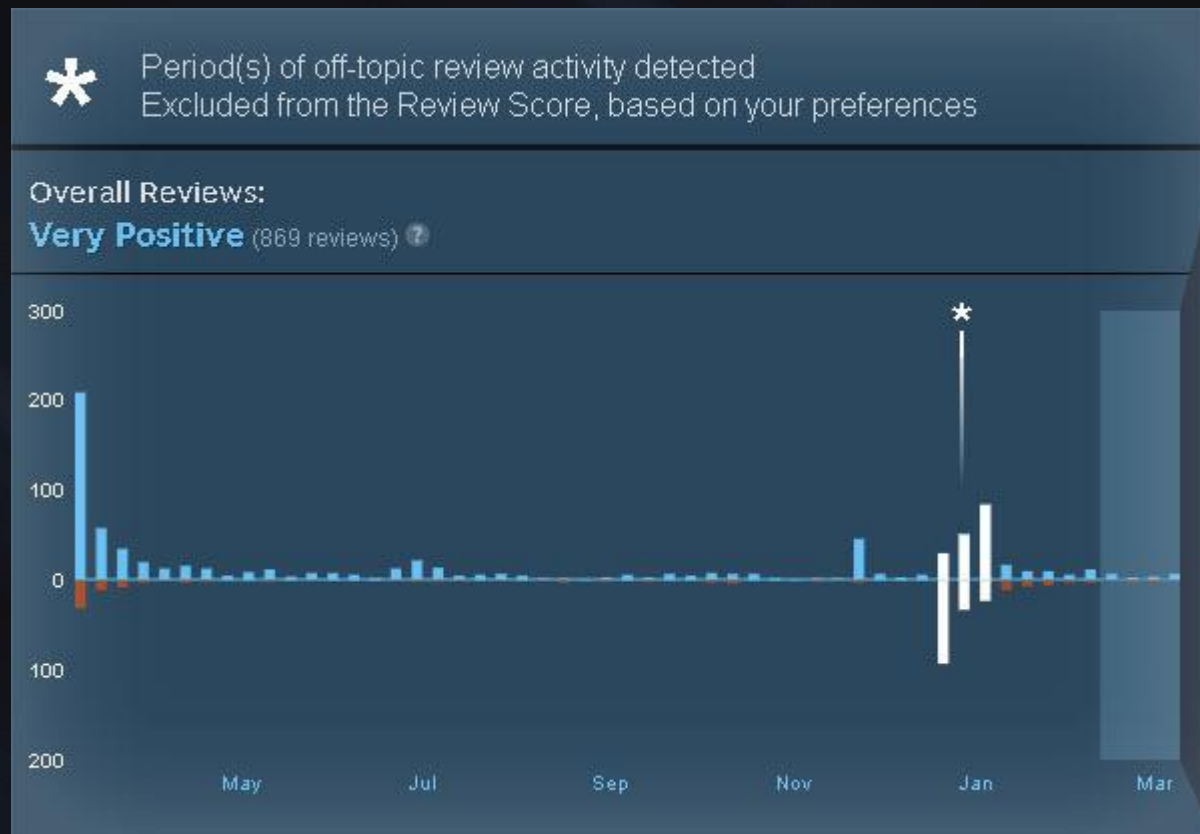 *
Period(s) of off-topic review activity detected
Excluded from the Review Score, based on your preferences
Overall Reviews:
Very Positive (869 reviews) ?
300
*
200
100
0
100
200
May Jul Sep Nov Jan Mar